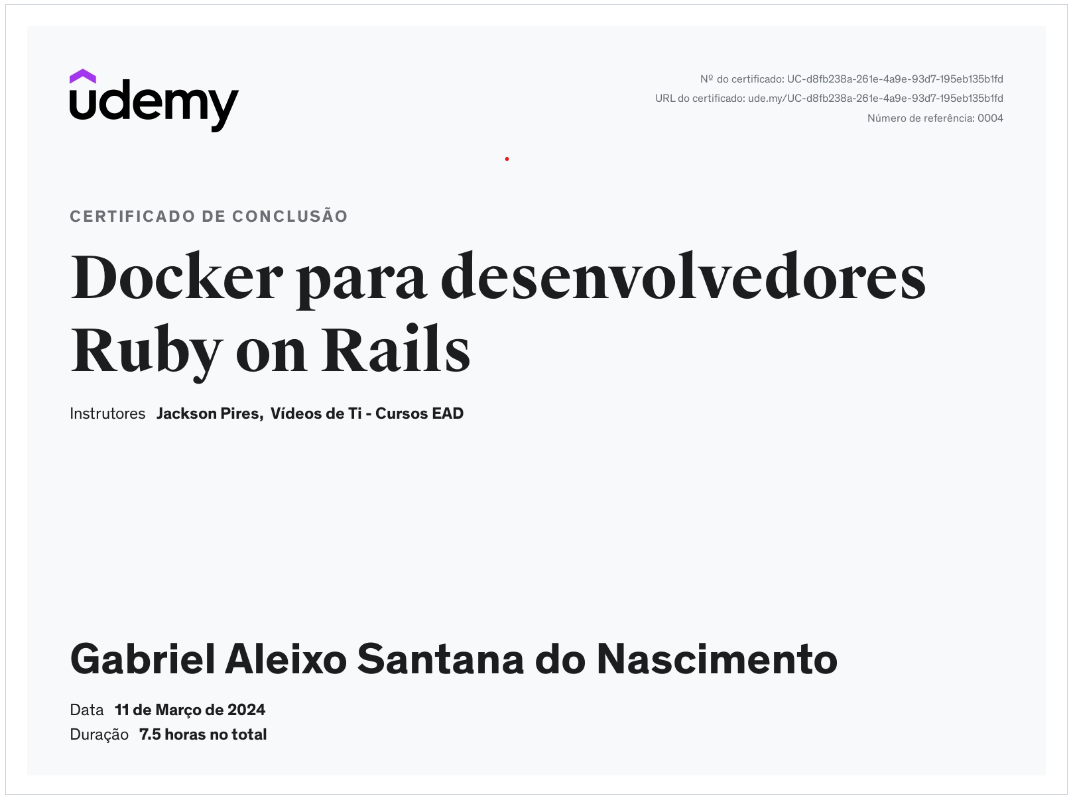 udemy
Nº do certificado: UC-d8fb238a-261e-4a9e-93d7-195eb135b1fd
URL do certificado: ude.my/UC-d8fb238a-261e-4a9e-93d7-195eb135b1fd
Número de referência: 0004
CERTIFICADO DE CONCLUSÃO
Docker para desenvolvedores
Ruby on Rails
Instrutores Jackson Pires, Vídeos de Ti - Cursos EAD
Gabriel Aleixo Santana do Nascimento
Data 11 de Março de 2024
Duração 7.5 horas no total